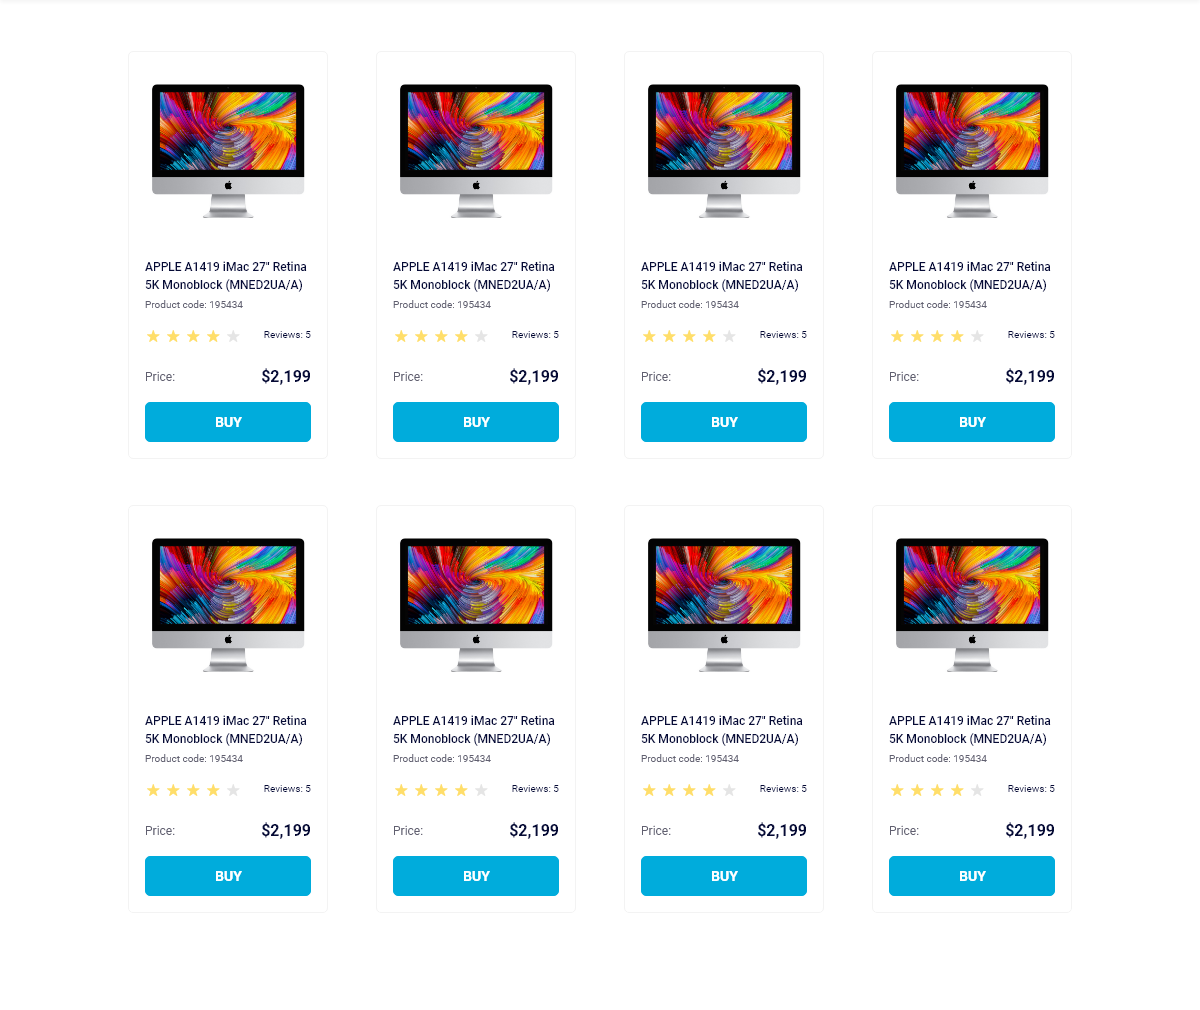 APPLE A1419 iMac 27" Retina
5K Monoblock (MNED2UA/A)
Product code: 195434
Reviews: 5
Price: $2,199
BUY
APPLE A1419 iMac 27" Retina
5K Monoblock (MNED2UA/A)
Product code: 195434
Reviews: 5
Price: $2,199
BUY
APPLE A1419 iMac 27" Retina
5K Monoblock (MNED2UA/A)
Product code: 195434
Reviews: 5
Price: $2,199
BUY
APPLE A1419 iMac 27" Retina
5K Monoblock (MNED2UA/A)
Product code: 195434
Reviews: 5
Price: $2,199
BUY
APPLE A1419 iMac 27" Retina
5K Monoblock (MNED2UA/A)
Product code: 195434
Reviews: 5
Price: $2,199
BUY
APPLE A1419 iMac 27" Retina
5K Monoblock (MNED2UA/A)
Product code: 195434
Reviews: 5
Price: $2,199
BUY
APPLE A1419 iMac 27" Retina
5K Monoblock (MNED2UA/A)
Product code: 195434
Reviews: 5
Price: $2,199
BUY
APPLE A1419 iMac 27" Retina
5K Monoblock (MNED2UA/A)
Product code: 195434
Reviews: 5
Price: $2,199
BUY